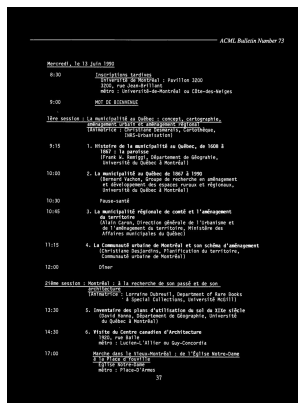 ACML Bulletin Number 73
Mercredi, le 13 juin 1990
8:30 Inscriptions tardives
Université de Montréal : Pavillon 3200
3200, rue Jean-Brillant
métro : Université-de-Montréal ou Côte-des-Neiges
9:00 MOT DE BIENVENUE
1ère session : La municipalité au Québec : concept, cartographie,
aménagement urbain et aménagement régional
(Animatrice : Christiane Desmarais, Cartothèque,
INRS-Urbanisation)
9:15 1. Histoire de la municipalité au Québec, de 1608 à
1867 : la paroisse
(Frank W. Remiggi, Département de Géographie,
Université du Québec à Montréal)
10:00 2. La municipalité au Québec de 1867 à 1990
(Bernard Vachon, Groupe de recherche en aménagement
et développement des espaces ruraux et régionaux,
Université du Québec à Montréal)
10:30 Pause-santé
10:45 3. La municipalité régionale de comté et l'aménagement
du territoire
(Alain Caron, Direction générale de l'Urbanisme et
de l'aménagement du territoire, Ministère des
Affaires municipales du Québec)
11:15 4. La Communauté urbaine de Montréal et son schéma d'aménagement
(Christiane Desjardins, Planification du territoire,
Communauté urbaine de Montréal)
12:00 Dîner
2ième session : Montréal : à la recherche de son passé et de son
architecture
(Animatrice : Lorraine Dubreuil, Department of Rare Books
& Special Collections, Université McGill)
13:30 5. Inventaire des plans d'utilisation du sol du XIXe siècle
(David Hanna, Département de Géographie, Université
du Québec à Montréal)
14:30 6. Visite du Centre canadien d'Architecture
1920, rue Baile
métro : Lucien-L'Allier ou Guy-Concordia
17:00 Marche dans le Vieux-Montréal : de l'Église Notre-Dame
à la Place d'Youville
Église Notre-Dame
métro : Place-D'Armes
37